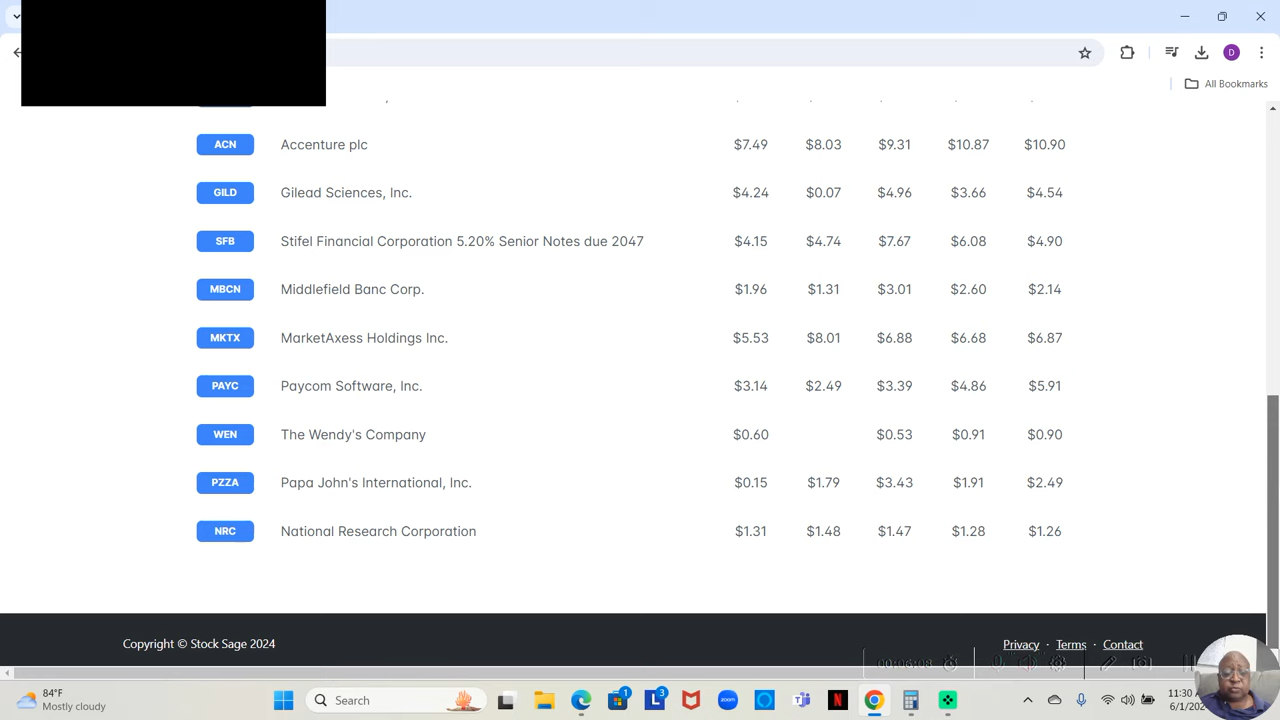 All Bookmarks
ACN Accenture plc $7.49 $8.03 $9.31 $10.87 $10.90
GILD Gilead Sciences, Inc. $4.24 $0.07 $4.96 $3.66 $4.54
SFB Stifel Financial Corporation 5.20% Senior Notes due 2047 $4.15 $4.74 $7.67 $6.08 $4.90
MBCN Middlefield Banc Corp. $1.96 $1.31 $3.01 $2.60 $2.14
MKTX MarketAxess Holdings Inc. $5.53 $8.01 $6.88 $6.68 $6.87
PAYC Paycom Software, Inc. $3.14 $2.49 $3.39 $4.86 $5.91
WEN The Wendy's Company $0.60 $0.53 $0.91 $0.90
PZZA Papa John's International, Inc. $0.15 $1.79 $3.43 $1.91 $2.49
NRC National Research Corporation $1.31 $1.48 $1.47 $1.28 $1.26
Copyright © Stock Sage 2024 Privacy · Terms · Contact
00:06:08
84°F
Mostly cloudy
Search
11:30